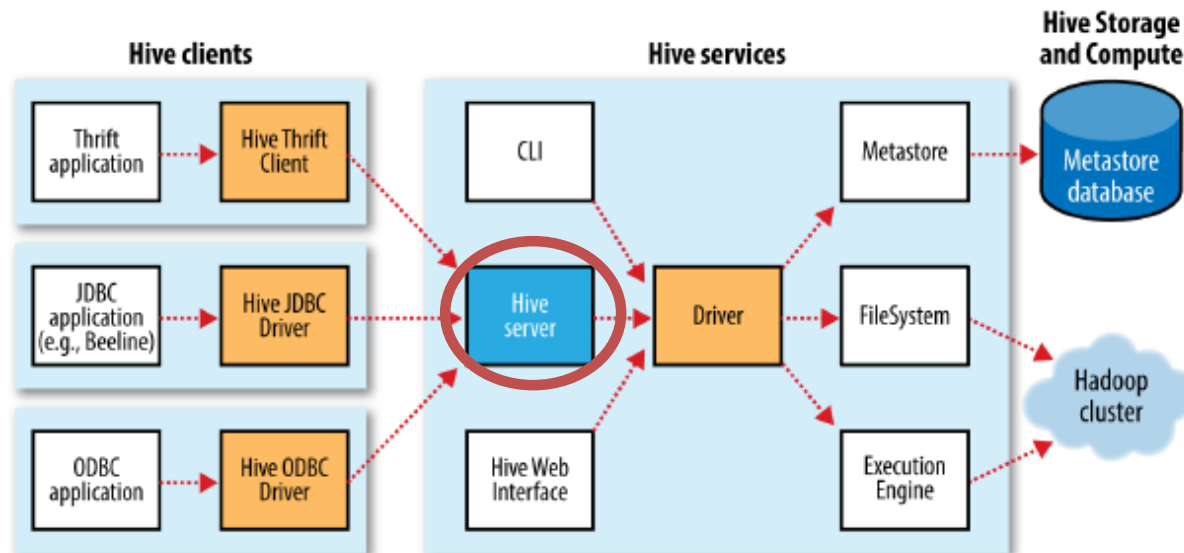 Hive clients
Hive services
Hive Storage
and Compute
Thrift
application
Hive Thrift
Client
CLI
Metastore
Metastore
database
JDBC
application
(e.g., Beeline)
Hive JDBC
Driver
Hive
server
Driver
FileSystem
Hadoop
cluster
ODBC
application
Hive ODBC
Driver
Hive Web
Interface
Execution
Engine